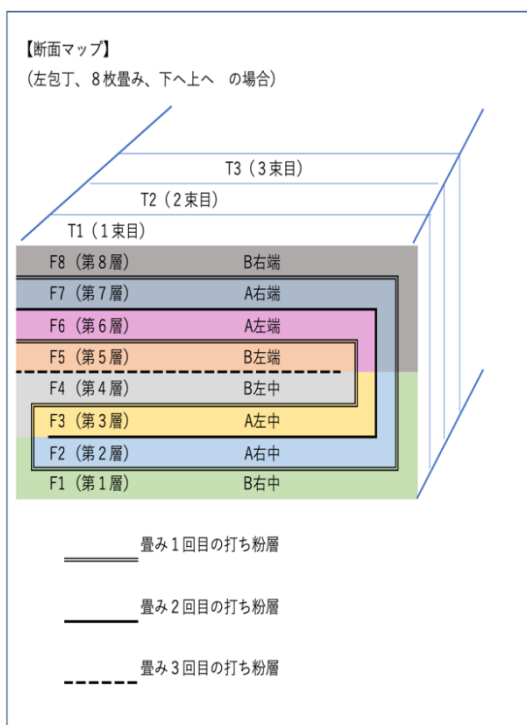 【断面マップ】
（左包丁、８枚畳み、下へ上へ　の場合）
T3（３束目）
T2（２束目）
T1（１束目）
F8（第８層）　B右端
F7（第７層）　A右端
F6（第６層）　A左端
F5（第５層）　B左端
F4（第４層）　B左中
F3（第３層）　A左中
F2（第２層）　A右中
F1（第１層）　B右中
畳み１回目の打ち粉層
畳み２回目の打ち粉層
畳み３回目の打ち粉層